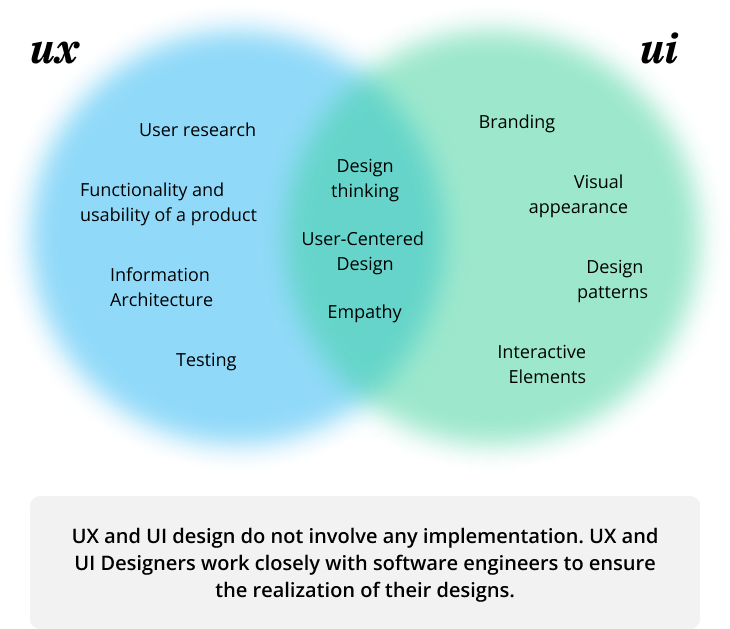 ux
ui
User research
Functionality and
usability of a product
Information
Architecture
Testing
Design
thinking
User-Centered
Design
Empathy
Branding
Visual
appearance
Design
patterns
Interactive
Elements
UX and UI design do not involve any implementation. UX and
UI Designers work closely with software engineers to ensure
the realization of their designs.